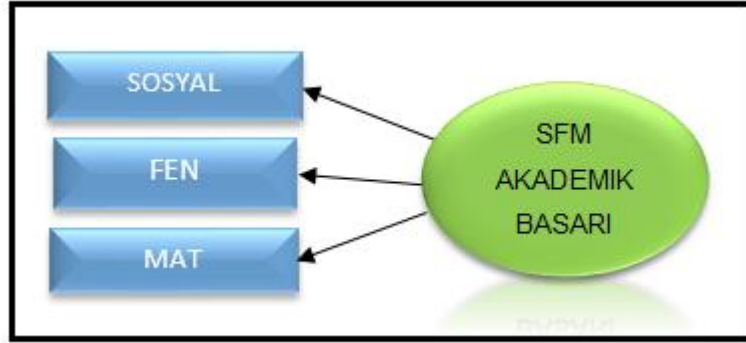 SOSYAL
FEN
MAT
SFM
AKADEMIK
BASARI